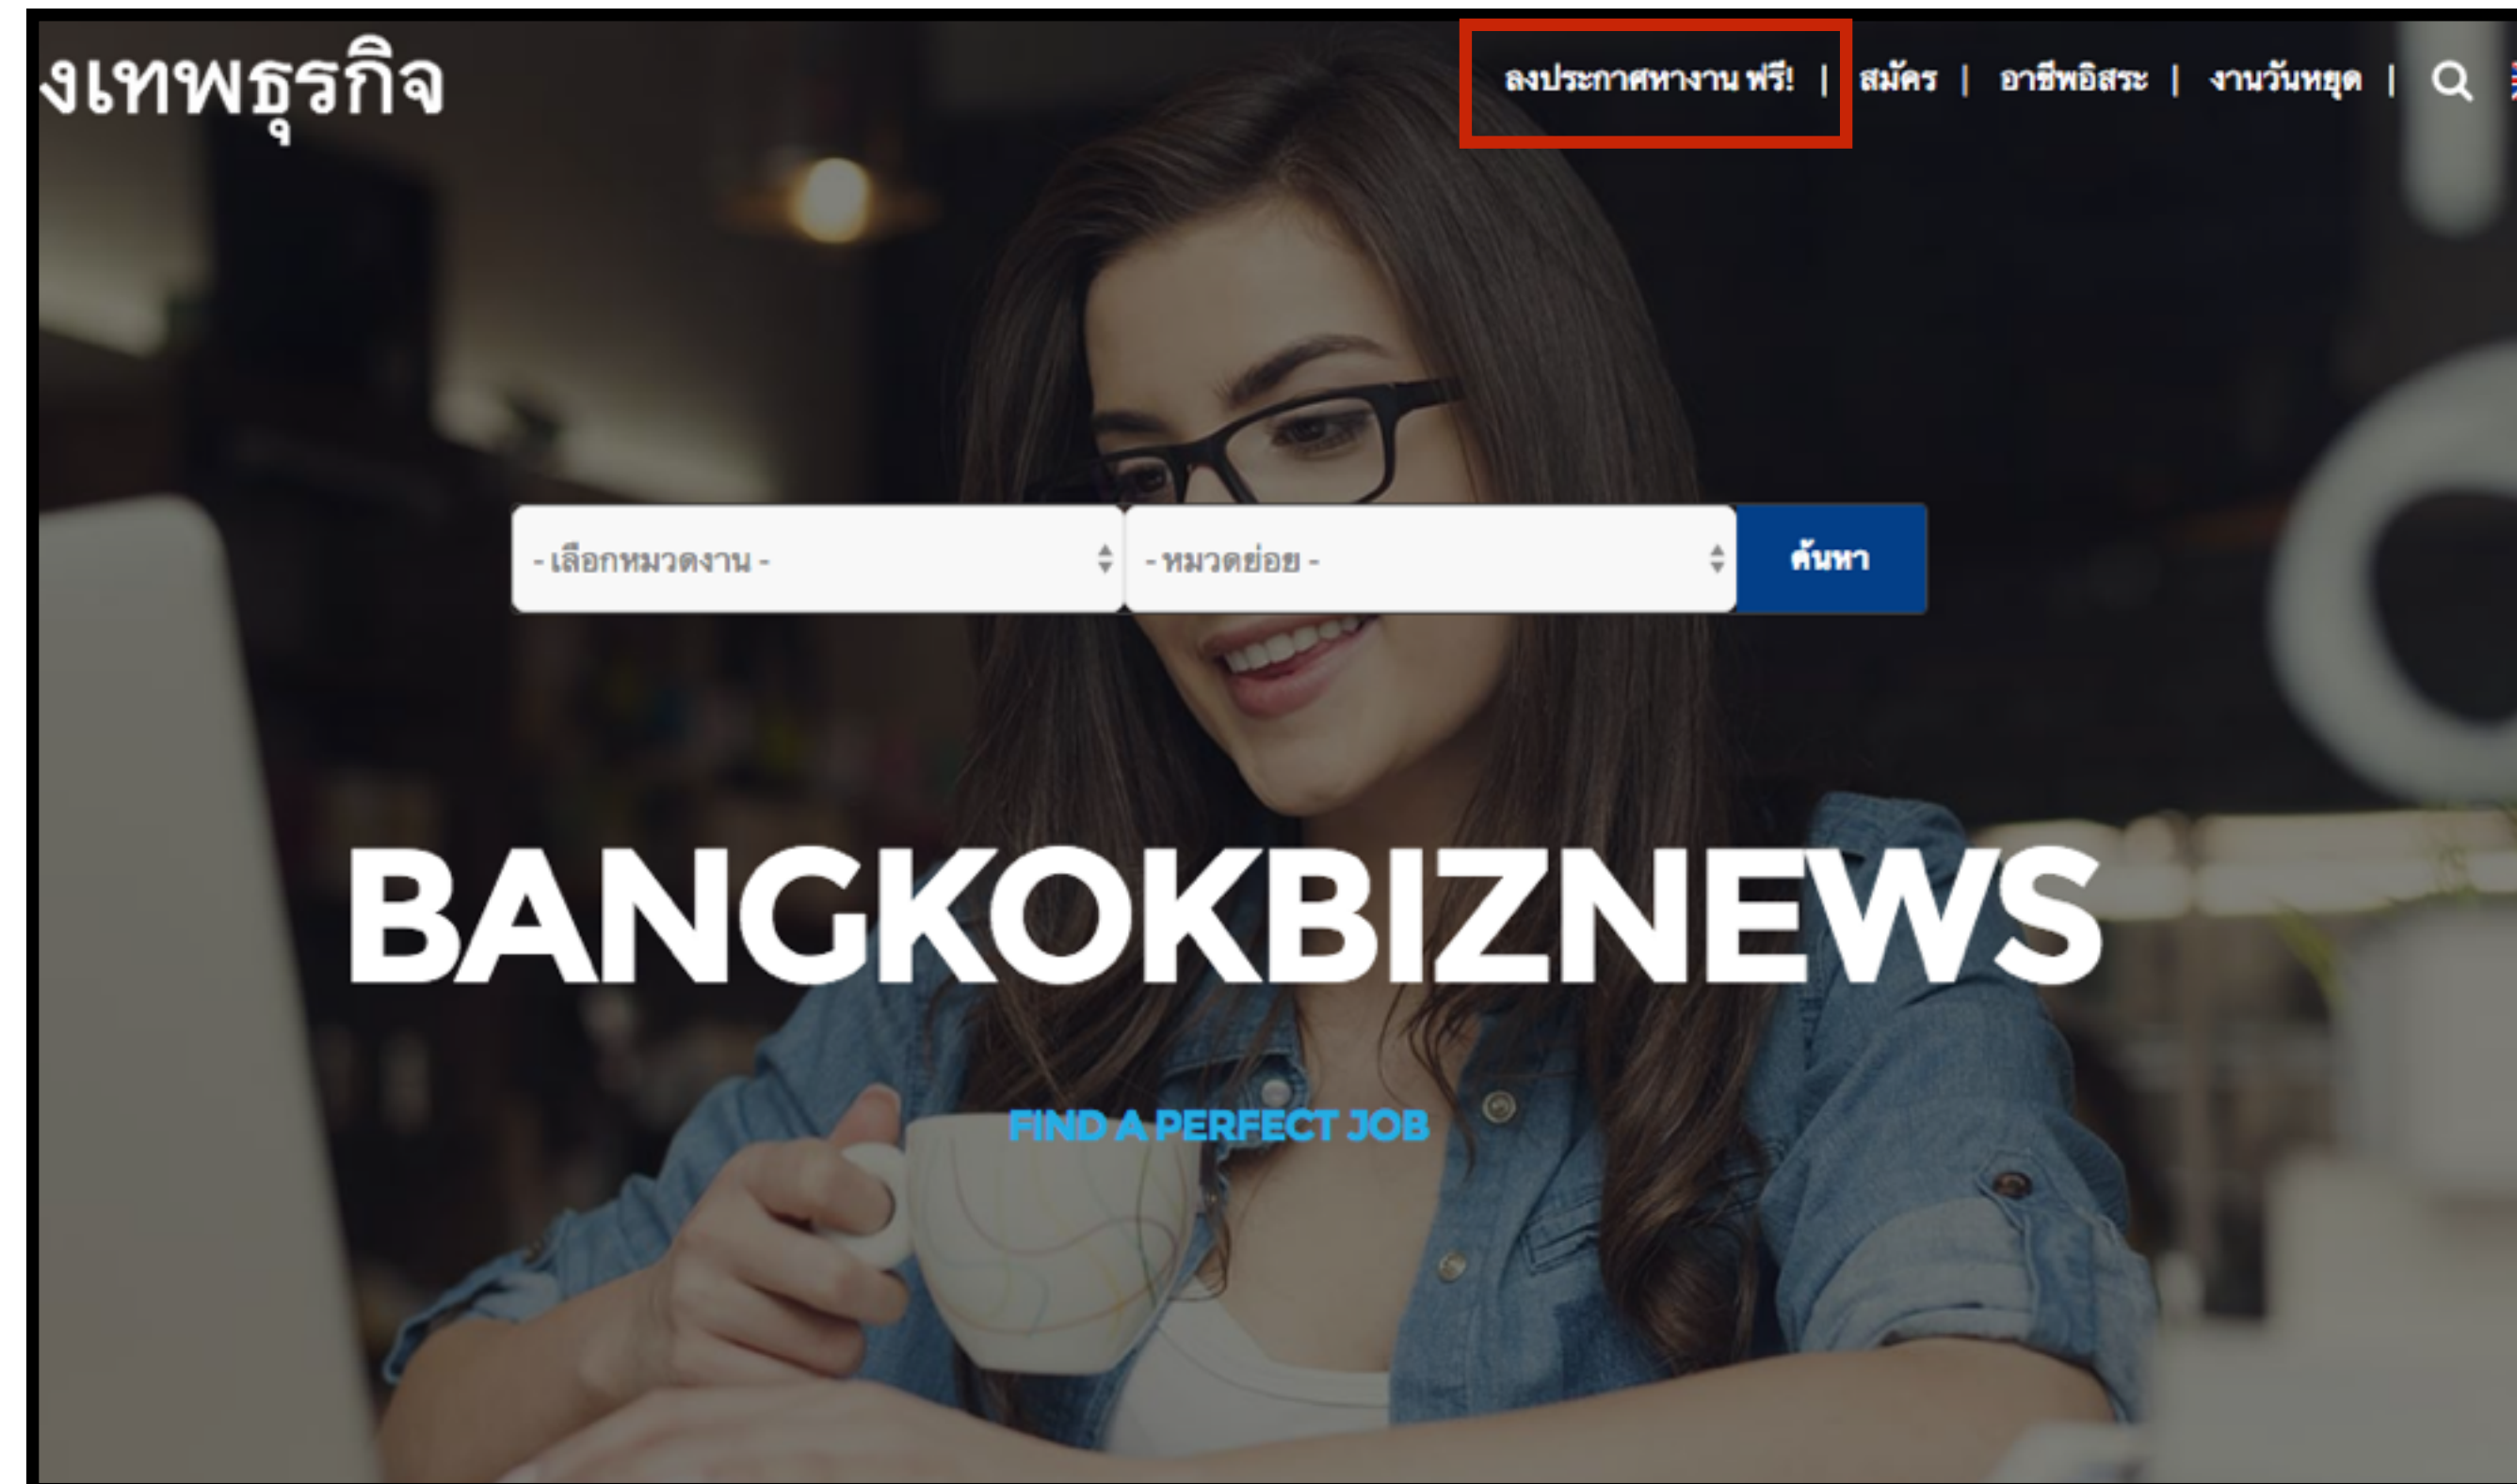 งเทพธุรกิจ
ลงประกาศหางาน ฟรี! | สมัคร | อาชีพอิสระ | งานวันหยุด |
- เลือกหมวดงาน - - หมวดย่อย - ค้นหา
BANGKOKBIZNEWS
FIND A PERFECT JOB